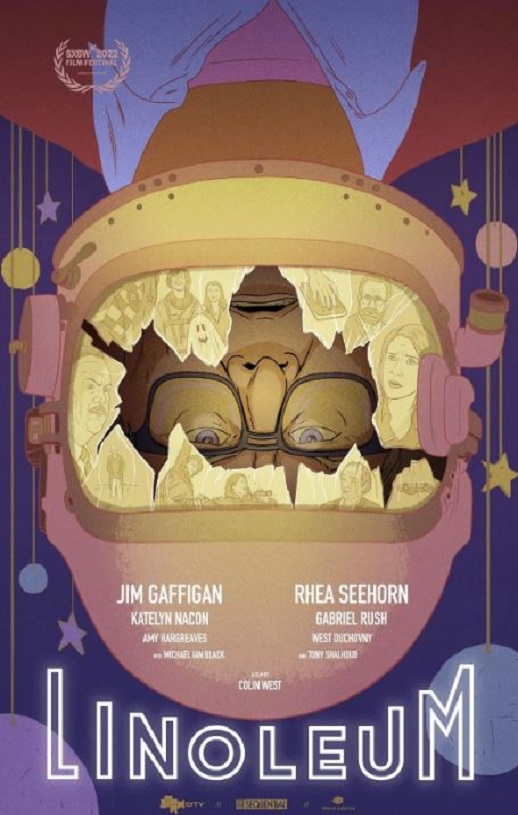 SXSW 2022
FILM FESTIVAL
JIM GAFFIGAN
RHEA SEEHORN
KATELYN NACON
GABRIEL RUSH
AMY HARGREAVES
WEST DUCHOVNY
WITH MICHAEL IAN BLACK
AND TONY SHALHOUB
A FILM BY
COLIN WEST
LINOLEUM